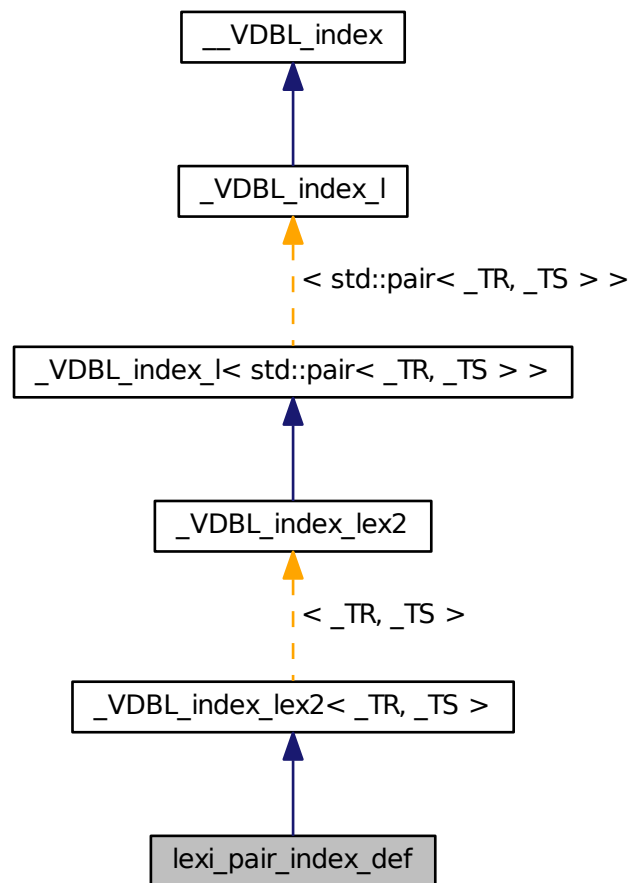 __VDBL_index
_VDBL_index_l
< std::pair< _TR, _TS > >
_VDBL_index_l< std::pair< _TR, _TS > >
_VDBL_index_lex2
< _TR, _TS >
_VDBL_index_lex2< _TR, _TS >
lexi_pair_index_def